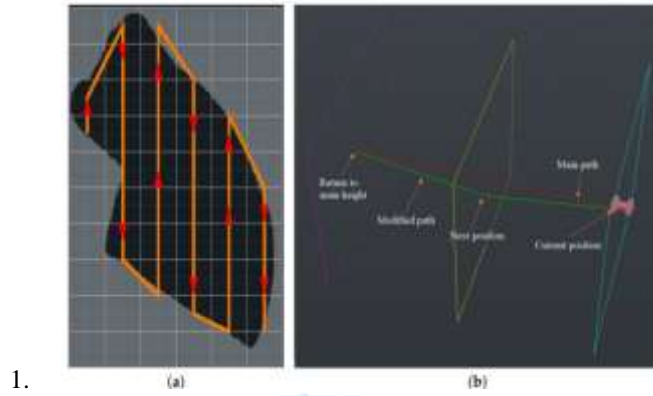 Main path
Return to
main height
Modified path
Next position
Current position
1.
(a)
(b)